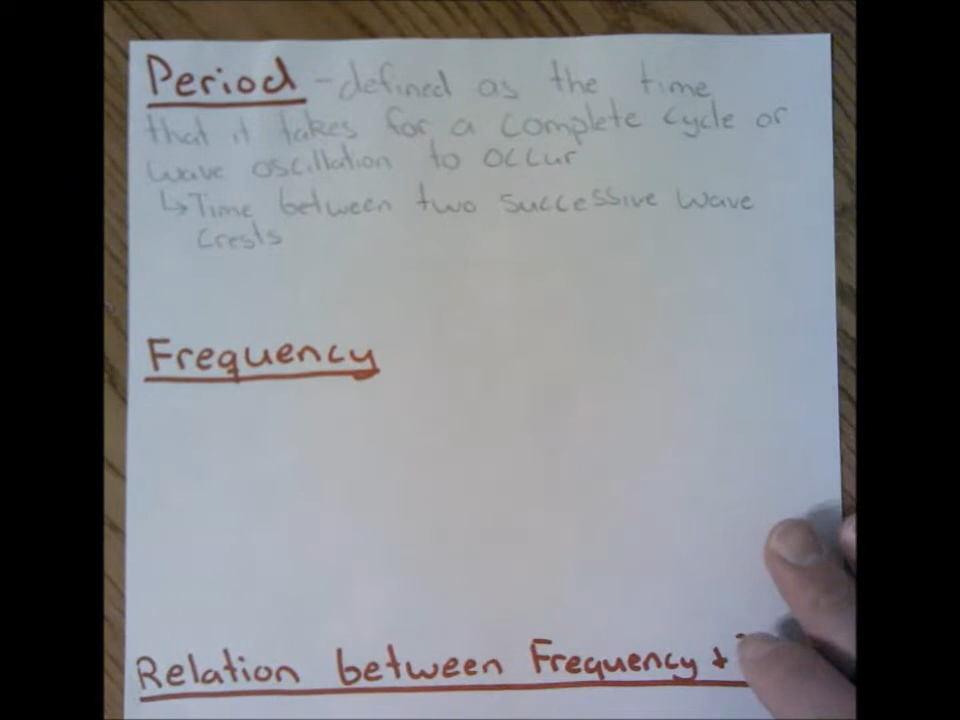 Period - defined as the time
that it takes for a complete cycle or
wave oscillation to occur
↳ Time between two successive wave
crests
Frequency
Relation between Frequency +